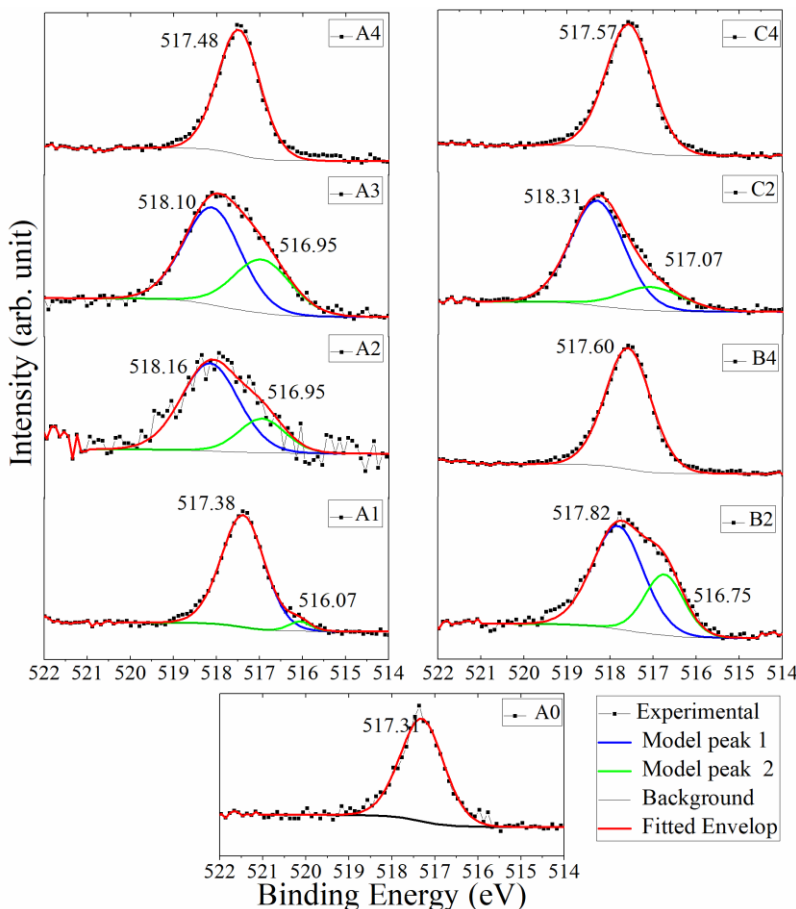 A4
517.48
C4
517.57
A3
518.10
516.95
C2
518.31
517.07
A2
518.16
516.95
B4
517.60
A1
517.38
516.07
B2
517.82
516.75
522 521 520 519 518 517 516 515 514
522 521 520 519 518 517 516 515 514
Intensity (arb. unit)
A0
517.31
522 521 520 519 518 517 516 515 514
Binding Energy (eV)
Experimental
Model peak 1
Model peak 2
Background
Fitted Envelop